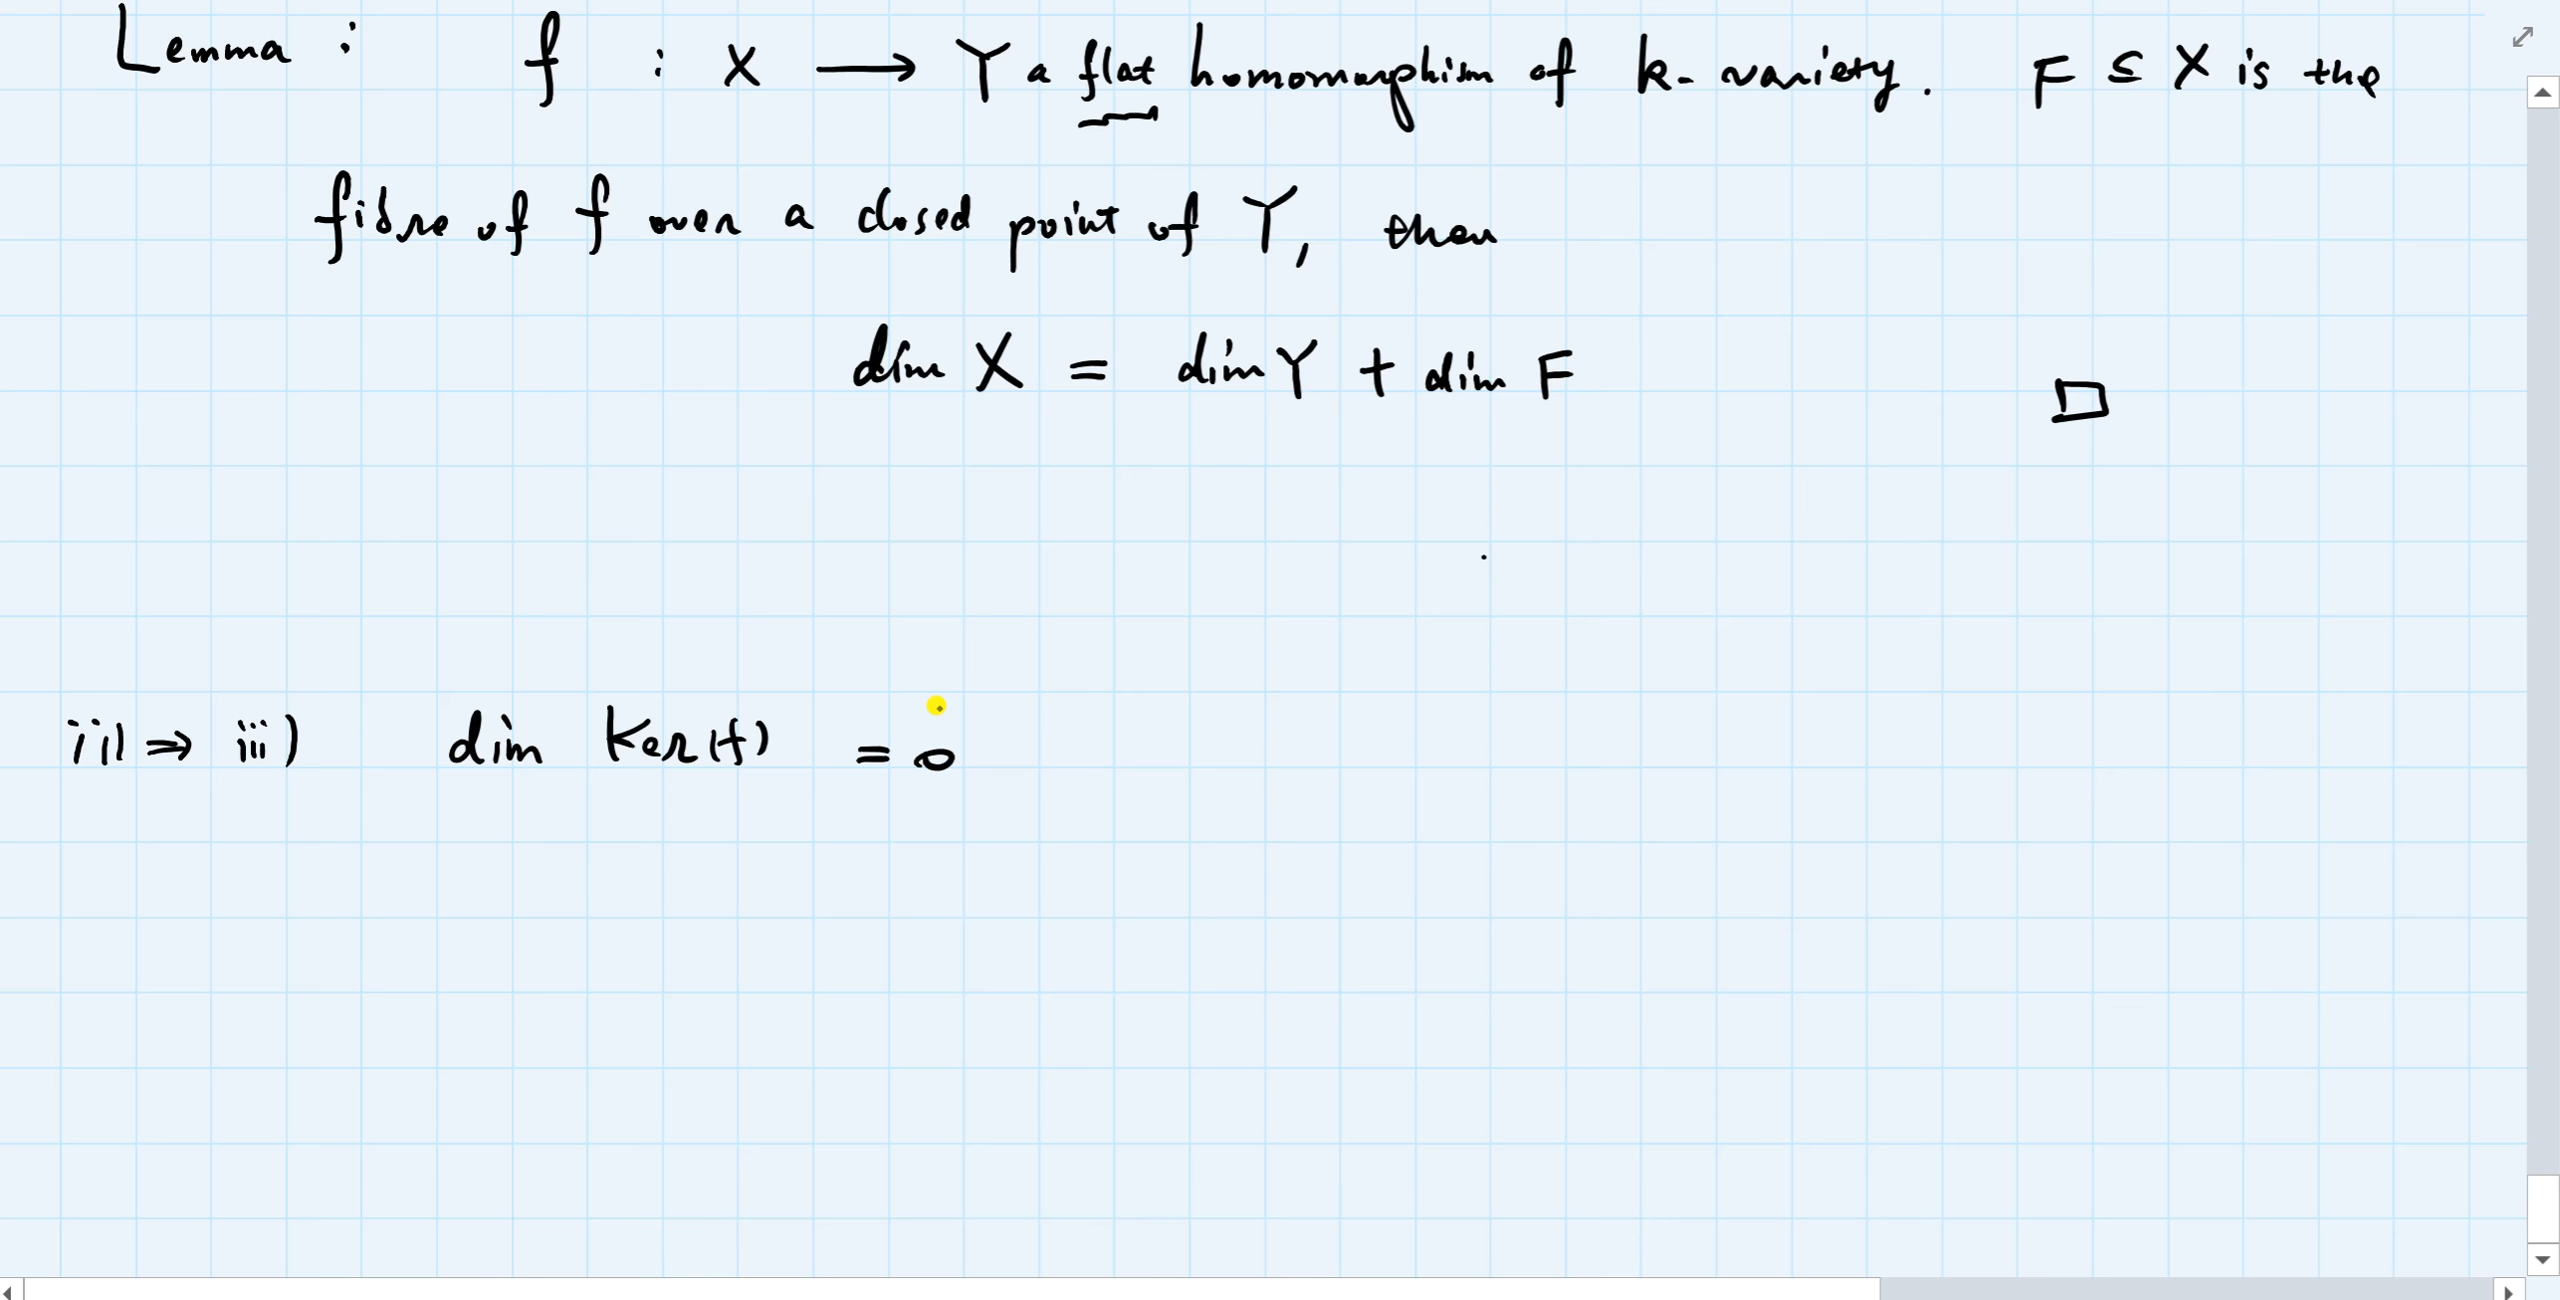 Lemma : f : X ⟶ Y a flat homomorphism of k- variety. F ⊆ X is the
fibre of f over a closed point of Y, then
dim X = dim Y + dim F □
ii) ⇒ iii) dim Ker(f) = 0